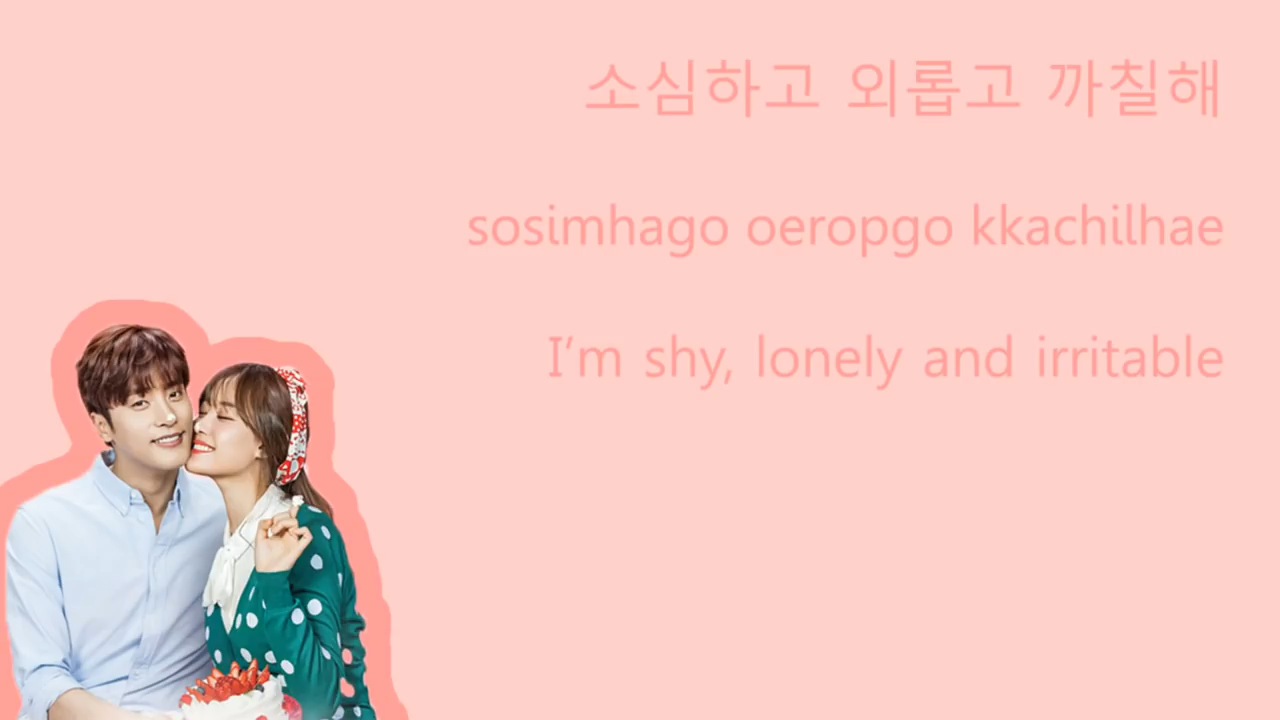 소심하고 외롭고 까칠해
sosimhago oeropgo kkachilhae
I'm shy, lonely and irritable